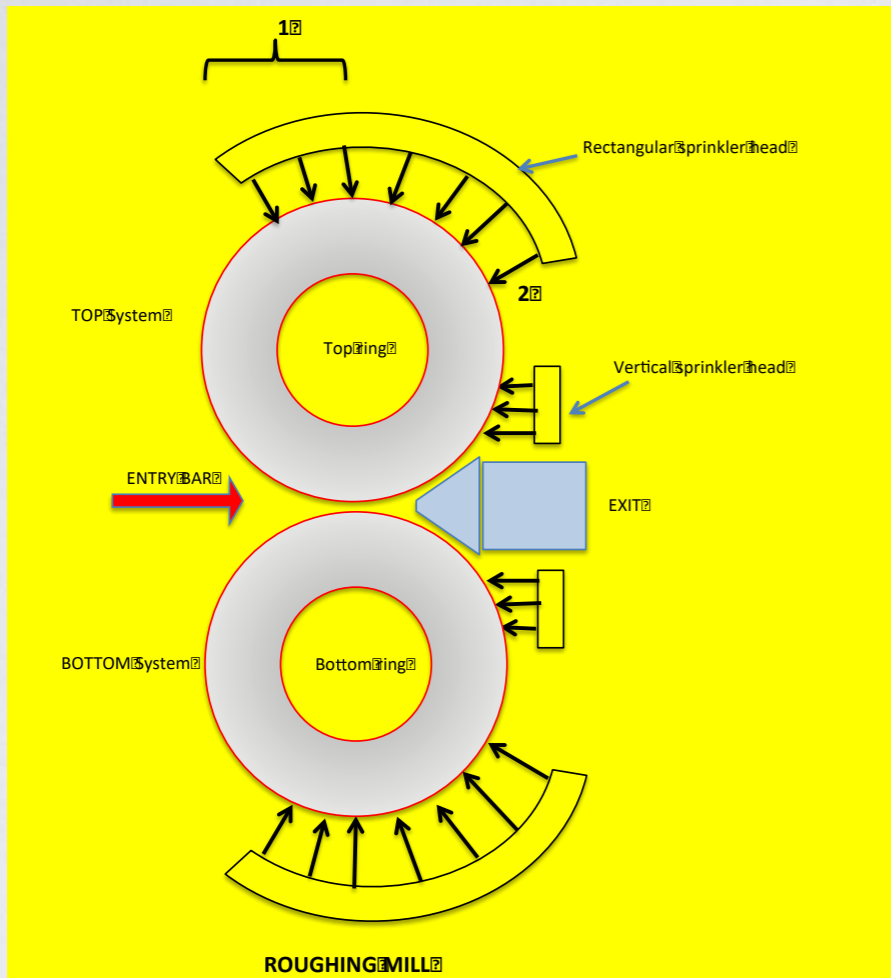 1⍰
Rectangular⍰sprinkler⍰head⍰
2⍰
TOP⍰System⍰
Top⍰ring⍰
Vertical⍰sprinkler⍰head⍰
ENTRY⍰BAR⍰
EXIT⍰
BOTTOM⍰System⍰
Bottom⍰ring⍰
ROUGHING⍰MILL⍰